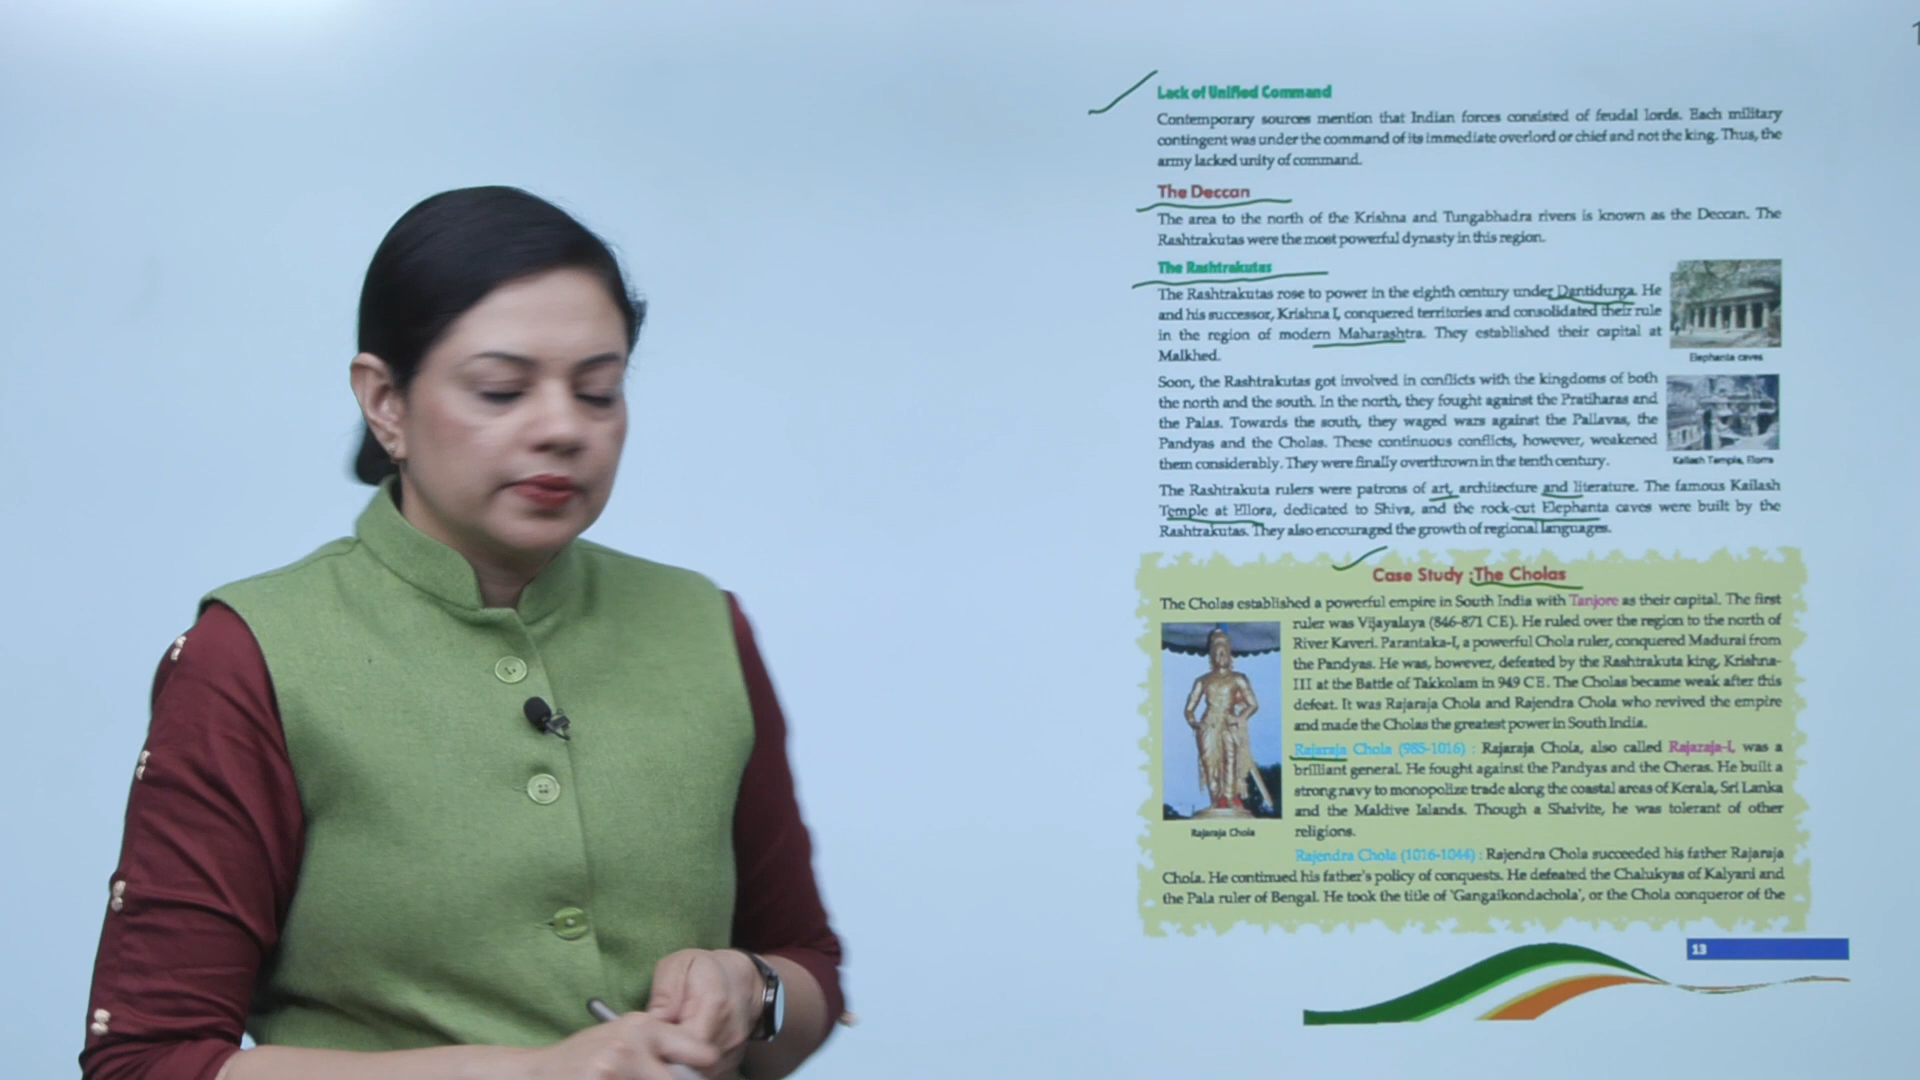 1
Lack of Unified Command
Contemporary sources mention that Indian forces consisted of feudal lords. Each military
contingent was under the command of its immediate overlord or chief and not the king. Thus, the
army lacked unity of command.
The Deccan
The area to the north of the Krishna and Tungabhadra rivers is known as the Deccan. The
Rashtrakutas were the most powerful dynasty in this region.
The Rashtrakutas
The Rashtrakutas rose to power in the eighth century under Dantidurga. He
and his successor, Krishna I, conquered territories and consolidated their rule
in the region of modern Maharashtra. They established their capital at
Malkhed.
Elephanta caves
Soon, the Rashtrakutas got involved in conflicts with the kingdoms of both
the north and the south. In the north, they fought against the Pratiharas and
the Palas. Towards the south, they waged wars against the Pallavas, the
Pandyas and the Cholas. These continuous conflicts, however, weakened
them considerably. They were finally overthrown in the tenth century.
Kailash Temple, Ellora
The Rashtrakuta rulers were patrons of art, architecture and literature. The famous Kailash
Temple at Ellora, dedicated to Shiva, and the rock-cut Elephanta caves were built by the
Rashtrakutas. They also encouraged the growth of regional languages.
Case Study :The Cholas
The Cholas established a powerful empire in South India with Tanjore as their capital. The first
ruler was Vijayalaya (846-871 CE). He ruled over the region to the north of
River Kaveri. Parantaka-I, a powerful Chola ruler, conquered Madurai from
the Pandyas. He was, however, defeated by the Rashtrakuta king, Krishna-
III at the Battle of Takkolam in 949 CE. The Cholas became weak after this
defeat. It was Rajaraja Chola and Rajendra Chola who revived the empire
and made the Cholas the greatest power in South India.
Rajaraja Chola (985-1016) : Rajaraja Chola, also called Rajaraja-I, was a
brilliant general. He fought against the Pandyas and the Cheras. He built a
strong navy to monopolize trade along the coastal areas of Kerala, Sri Lanka
and the Maldive Islands. Though a Shaivite, he was tolerant of other
religions.
Rajaraja Chola
Rajendra Chola (1016-1044) : Rajendra Chola succeeded his father Rajaraja
Chola. He continued his father's policy of conquests. He defeated the Chalukyas of Kalyani and
the Pala ruler of Bengal. He took the title of 'Gangaikondachola', or the Chola conqueror of the
13